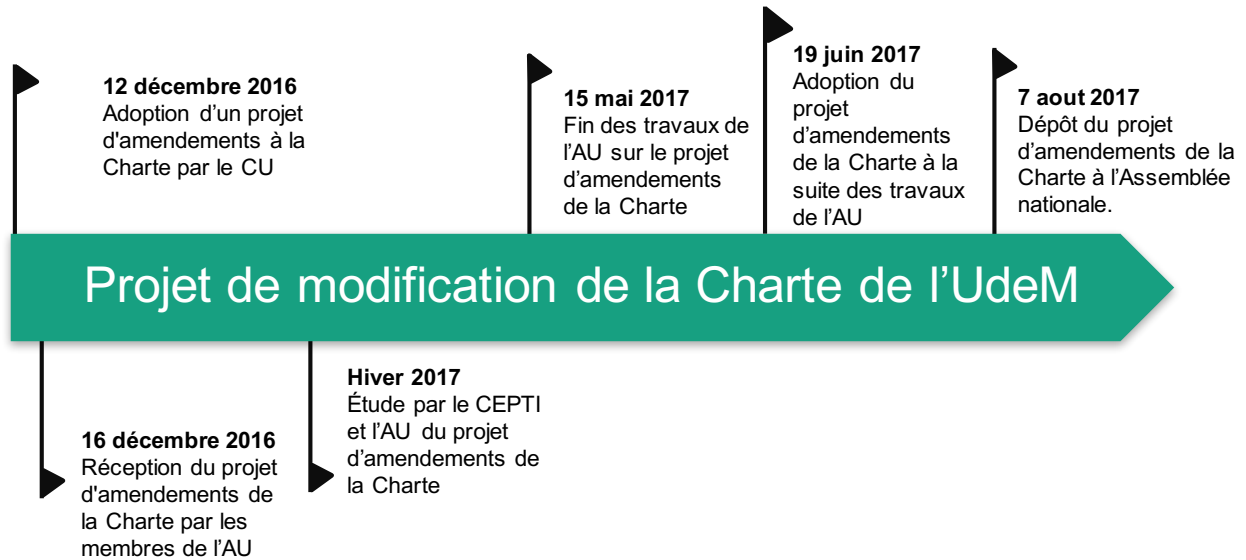 12 décembre 2016
Adoption d’un projet
d'amendements à la
Charte par le CU
15 mai 2017
Fin des travaux de
l’AU sur le projet
d’amendements
de la Charte
19 juin 2017
Adoption du
projet
d’amendements
de la Charte à la
suite des travaux
de l’AU
7 aout 2017
Dépôt du projet
d’amendements de la
Charte à l’Assemblée
nationale.
Projet de modification de la Charte de l’UdeM
16 décembre 2016
Réception du projet
d'amendements de
la Charte par les
membres de l’AU
Hiver 2017
Étude par le CEPTI
et l’AU du projet
d’amendements de
la Charte